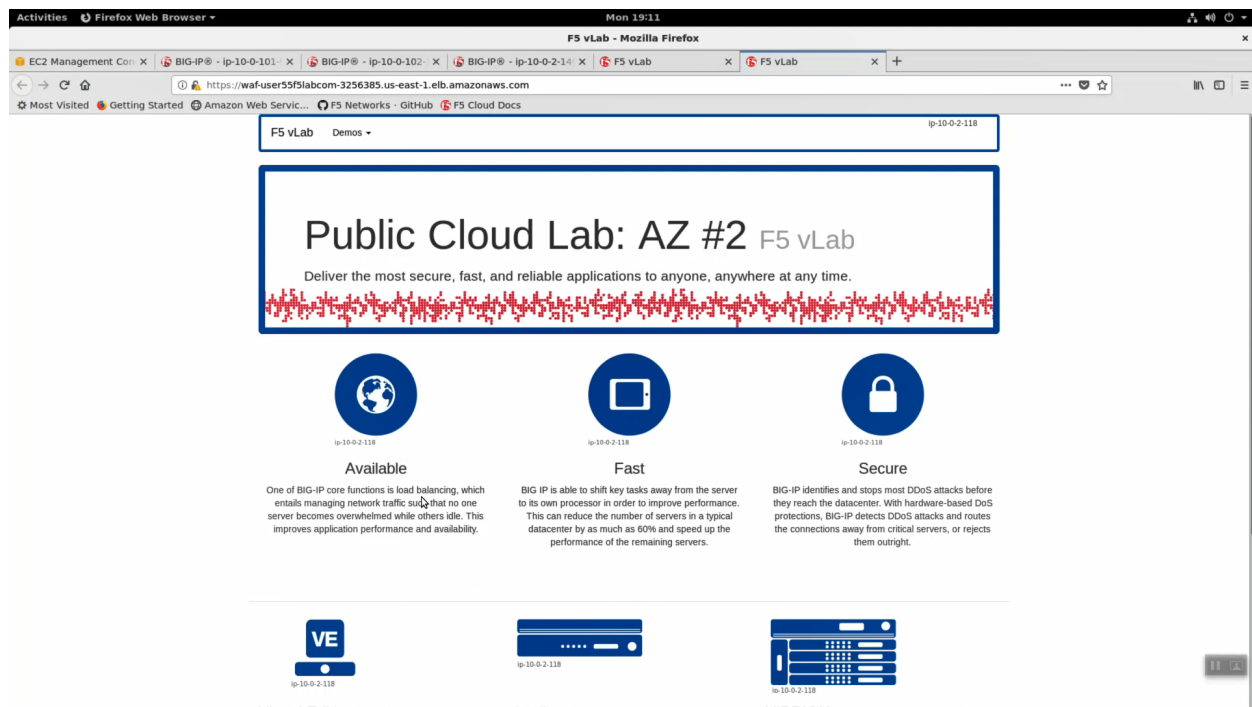 Activities Firefox Web Browser Mon 19:11
F5 vLab - Mozilla Firefox
EC2 Management Con BIG-IP® - ip-10-0-101- BIG-IP® - ip-10-0-102- BIG-IP® - ip-10-0-2-14 F5 vLab F5 vLab
https://waf-user55f5labcom-3256385.us-east-1.elb.amazonaws.com
Most Visited Getting Started Amazon Web Servic... F5 Networks · GitHub F5 Cloud Docs
F5 vLab Demos ip-10-0-2-118
Public Cloud Lab: AZ #2 F5 vLab
Deliver the most secure, fast, and reliable applications to anyone, anywhere at any time.
ip-10-0-2-118 ip-10-0-2-118 ip-10-0-2-118
Available
One of BIG-IP core functions is load balancing, which
entails managing network traffic such that no one
server becomes overwhelmed while others idle. This
improves application performance and availability.
Fast
BIG IP is able to shift key tasks away from the server
to its own processor in order to improve performance.
This can reduce the number of servers in a typical
datacenter by as much as 60% and speed up the
performance of the remaining servers.
Secure
BIG-IP identifies and stops most DDoS attacks before
they reach the datacenter. With hardware-based DoS
protections, BIG-IP detects DDoS attacks and routes
the connections away from critical servers, or rejects
them outright.
VE
ip-10-0-2-118
ip-10-0-2-118
ip-10-0-2-118